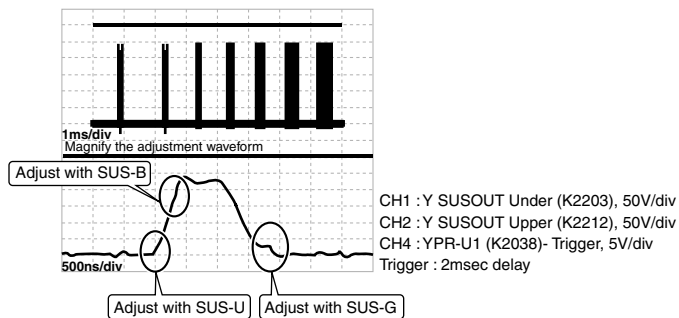 1ms/div
Magnify the adjustment waveform
Adjust with SUS-B
CH1 : Y SUSOUT Under (K2203), 50V/div
CH2 : Y SUSOUT Upper (K2212), 50V/div
CH4 : YPR-U1 (K2038)- Trigger, 5V/div
Trigger : 2msec delay
500ns/div
Adjust with SUS-U
Adjust with SUS-G